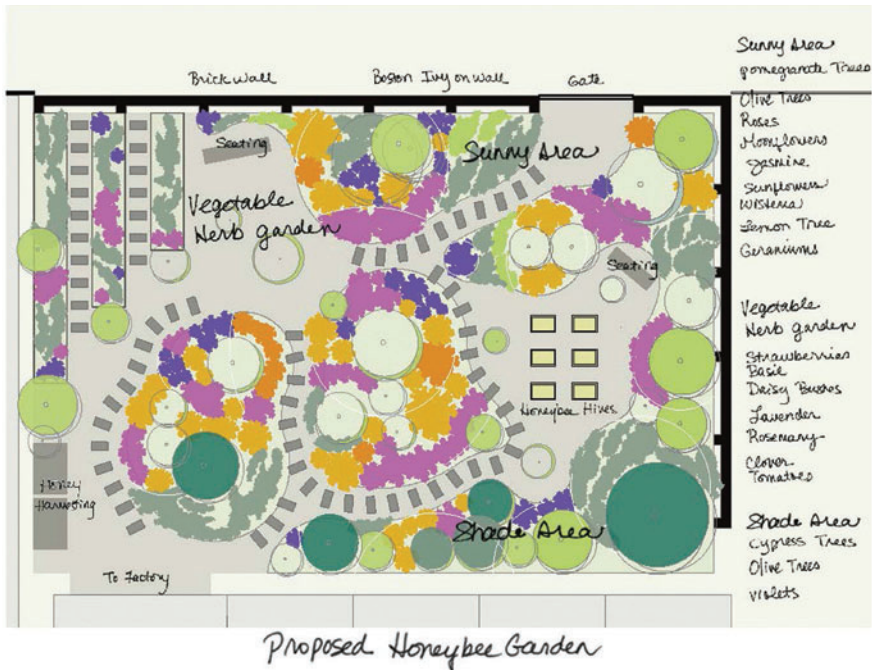 Brick Wall
Boston Ivy on Wall
Gate
Seating
Sunny Area
Vegetable
Herb garden
Seating
Honeybee Hives
Honey
Harvesting
Shade Area
To Factory
Sunny Area
pomegranate Trees
Olive Trees
Roses
Moonflowers
Jasmine
Sunflowers
Wisteria
Lemon Tree
Geraniums
Vegetable
Herb garden
Strawberries
Basil
Daisy Bushes
Lavender
Rosemary
Clover
Tomatoes
Shade Area
Cypress Trees
Olive Trees
violets
Proposed Honeybee Garden